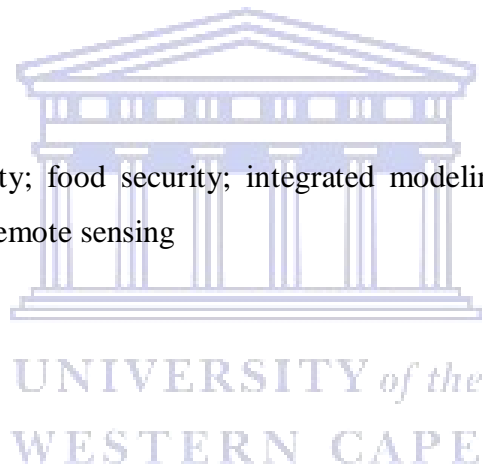 ty; food security; integrated modelin
emote sensing
UNIVERSITY of the
WESTERN CAPE